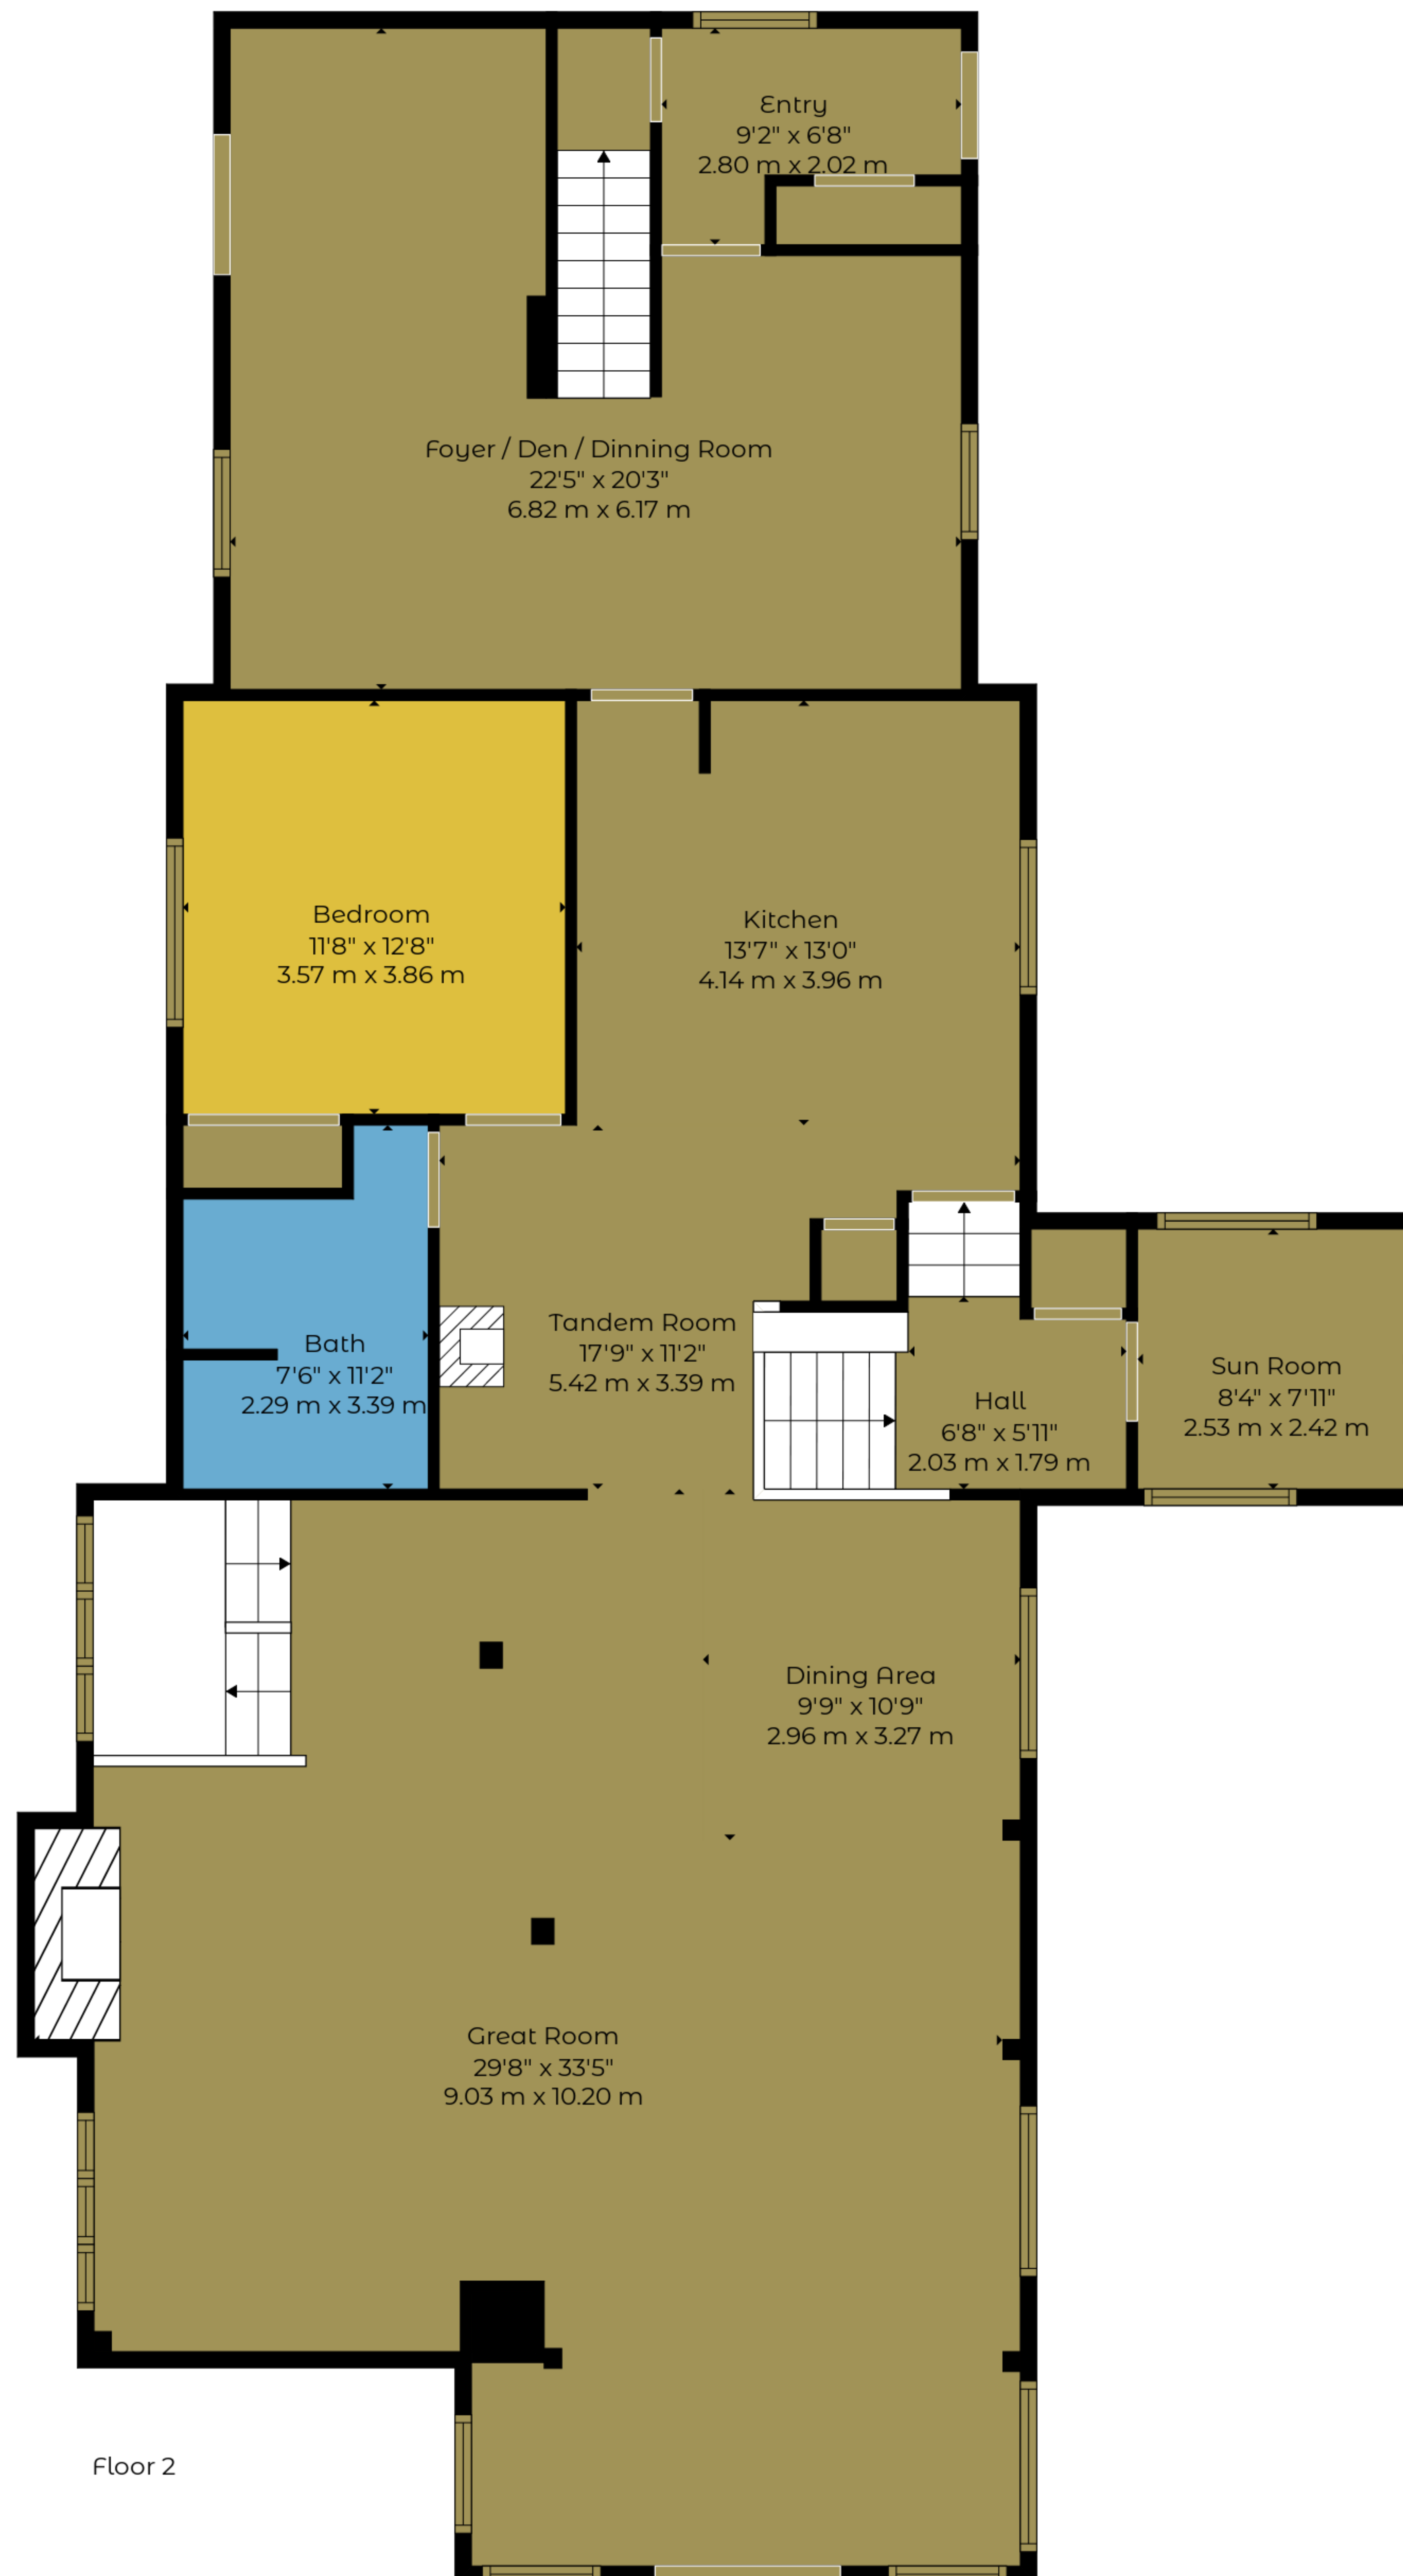 Entry
9'2" x 6'8"
2.80 m x 2.02 m
Foyer / Den / Dinning Room
22'5" x 20'3"
6.82 m x 6.17 m
Bedroom
11'8" x 12'8"
3.57 m x 3.86 m
Kitchen
13'7" x 13'0"
4.14 m x 3.96 m
Bath
7'6" x 11'2"
2.29 m x 3.39 m
Tandem Room
17'9" x 11'2"
5.42 m x 3.39 m
Hall
6'8" x 5'11"
2.03 m x 1.79 m
Sun Room
8'4" x 7'11"
2.53 m x 2.42 m
Dining Area
9'9" x 10'9"
2.96 m x 3.27 m
Great Room
29'8" x 33'5"
9.03 m x 10.20 m
Floor 2